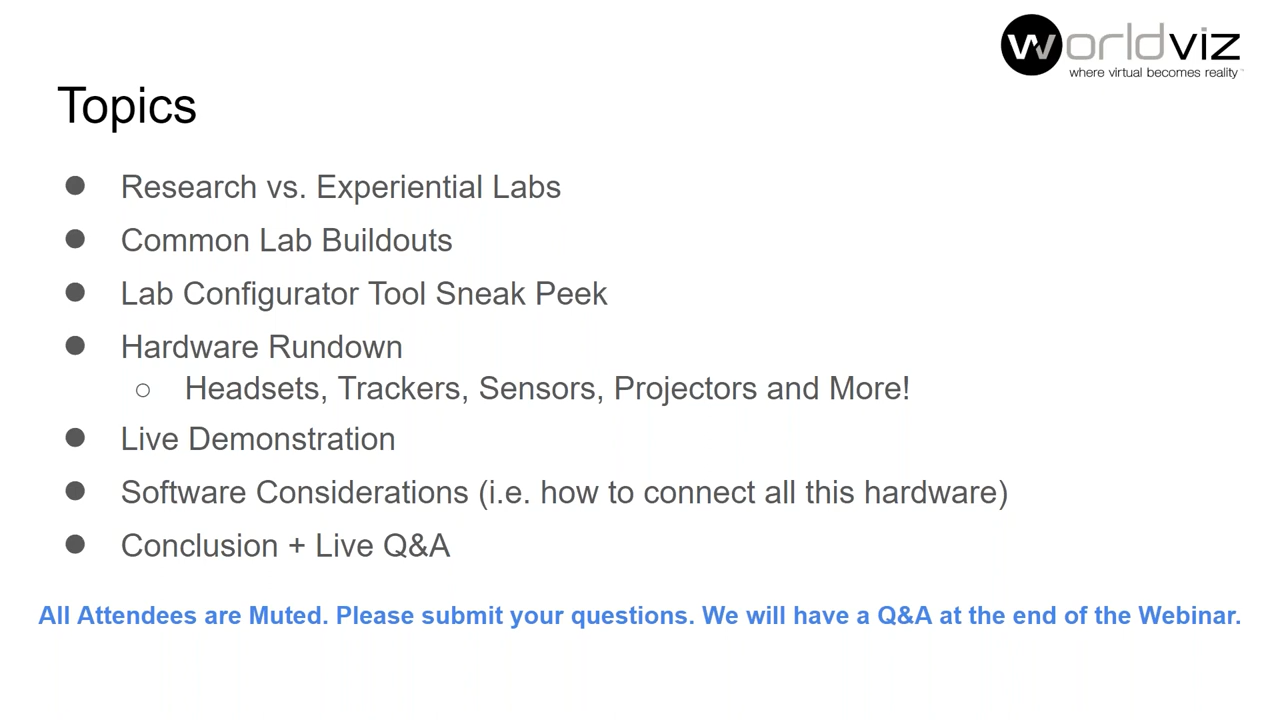 worldviz
where virtual becomes reality
Topics
● Research vs. Experiential Labs
● Common Lab Buildouts
● Lab Configurator Tool Sneak Peek
● Hardware Rundown
○ Headsets, Trackers, Sensors, Projectors and More!
● Live Demonstration
● Software Considerations (i.e. how to connect all this hardware)
● Conclusion + Live Q&A
All Attendees are Muted. Please submit your questions. We will have a Q&A at the end of the Webinar.